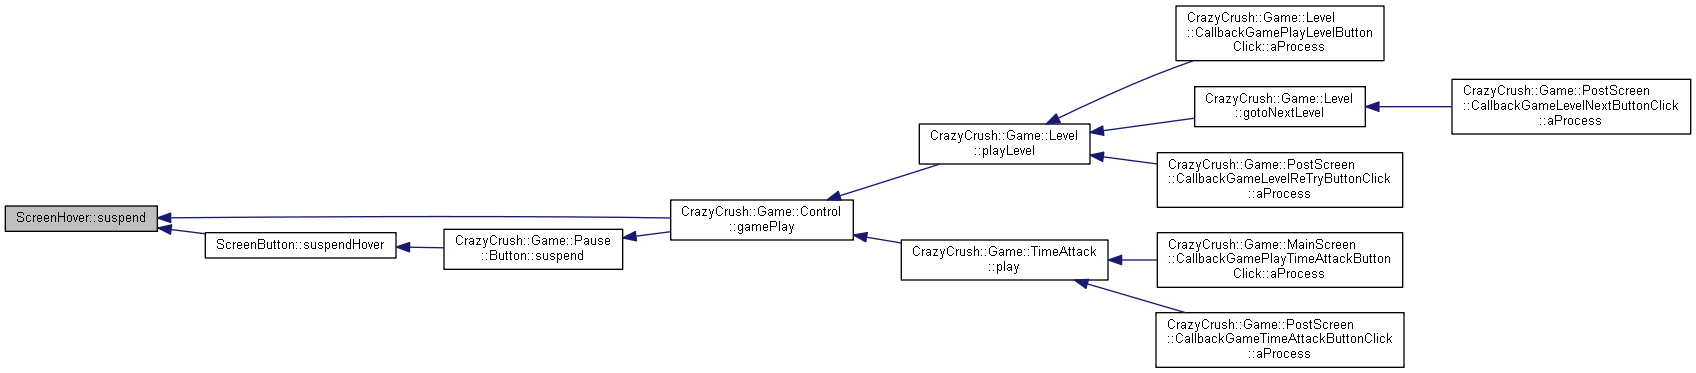 ScreenHover::suspend
ScreenButton::suspendHover
CrazyCrush::Game::Pause
::Button::suspend
CrazyCrush::Game::Control
::gamePlay
CrazyCrush::Game::Level
::playLevel
CrazyCrush::Game::Level
::CallbackGamePlayLevelButton
Click::aProcess
CrazyCrush::Game::Level
::gotoNextLevel
CrazyCrush::Game::PostScreen
::CallbackGameLevelNextButtonClick
::aProcess
CrazyCrush::Game::PostScreen
::CallbackGameLevelReTryButtonClick
::aProcess
CrazyCrush::Game::TimeAttack
::play
CrazyCrush::Game::MainScreen
::CallbackGamePlayTimeAttackButton
Click::aProcess
CrazyCrush::Game::PostScreen
::CallbackGameTimeAttackButtonClick
::aProcess